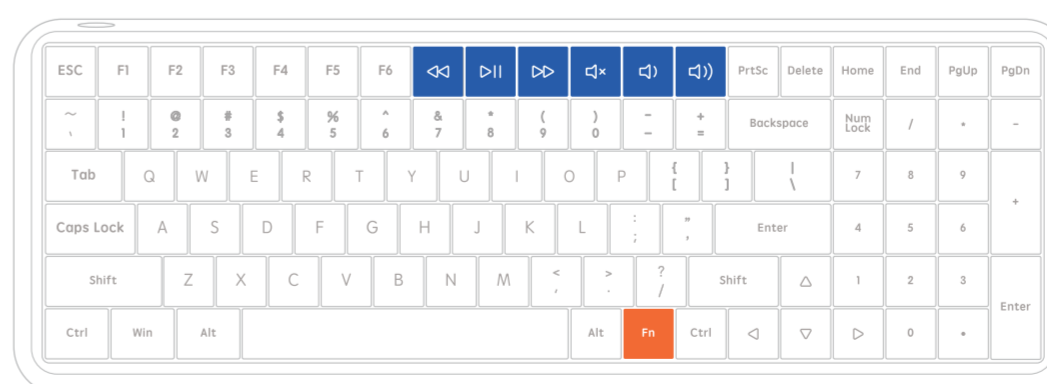 ESC F1 F2 F3 F4 F5 F6 PrtSc Delete Home End PgUp PgDn
~ ! @ # $ % ^ & * ( ) - + Num
` 1 2 3 4 5 6 7 8 9 0 – = Backspace Lock / * -
Tab Q W E R T Y U I O P { } | 7 8 9
[ ] \ +
Caps Lock A S D F G H J K L : " Enter 4 5 6
; ,
Shift Z X C V B N M < > ? Shift 1 2 3
, . / Enter
Ctrl Win Alt Alt Fn Ctrl 0 •